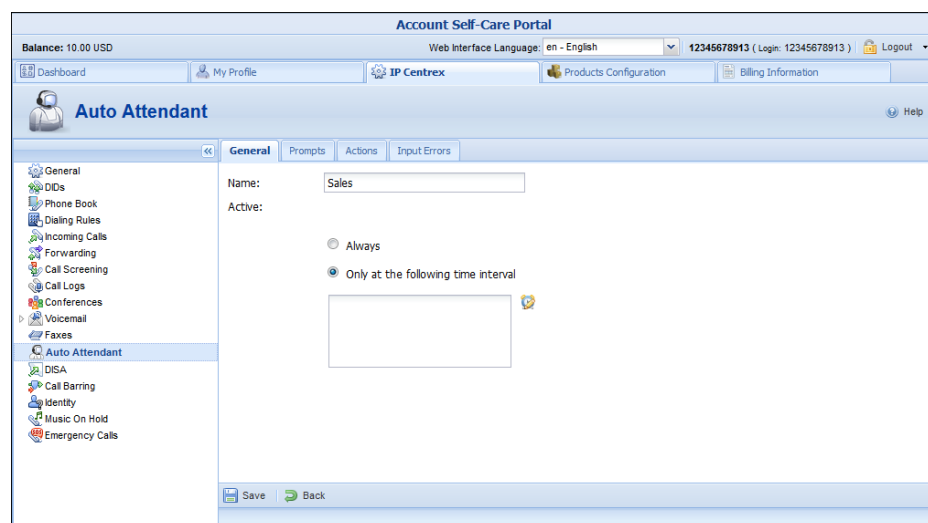 Account Self-Care Portal
Balance: 10.00 USD Web Interface Language: en - English 12345678913 ( Login: 12345678913 ) Logout
Dashboard My Profile IP Centrex Products Configuration Billing Information
Auto Attendant Help
General Prompts Actions Input Errors
General
DIDs
Phone Book
Dialing Rules
Incoming Calls
Forwarding
Call Screening
Call Logs
Conferences
Voicemail
Faxes
Auto Attendant
DISA
Call Barring
Identity
Music On Hold
Emergency Calls
Name: Sales
Active:
Always
Only at the following time interval
Save Back